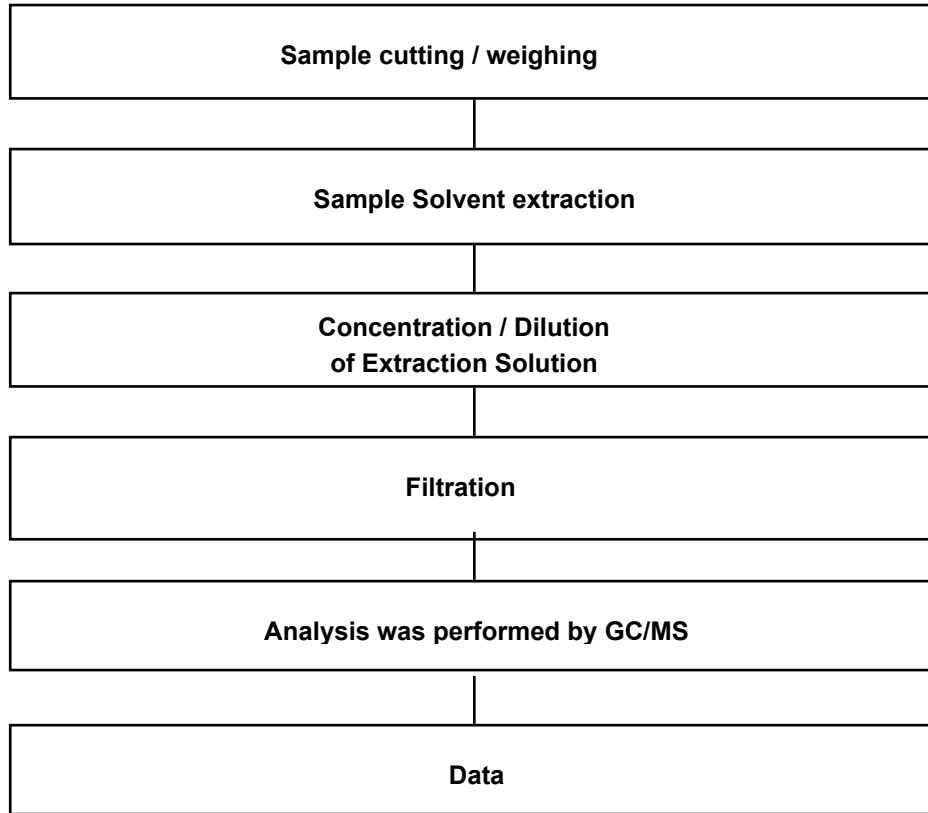 Sample cutting / weighing
Sample Solvent extraction
Concentration / Dilution
of Extraction Solution
Filtration
Analysis was performed by GC/MS
Data